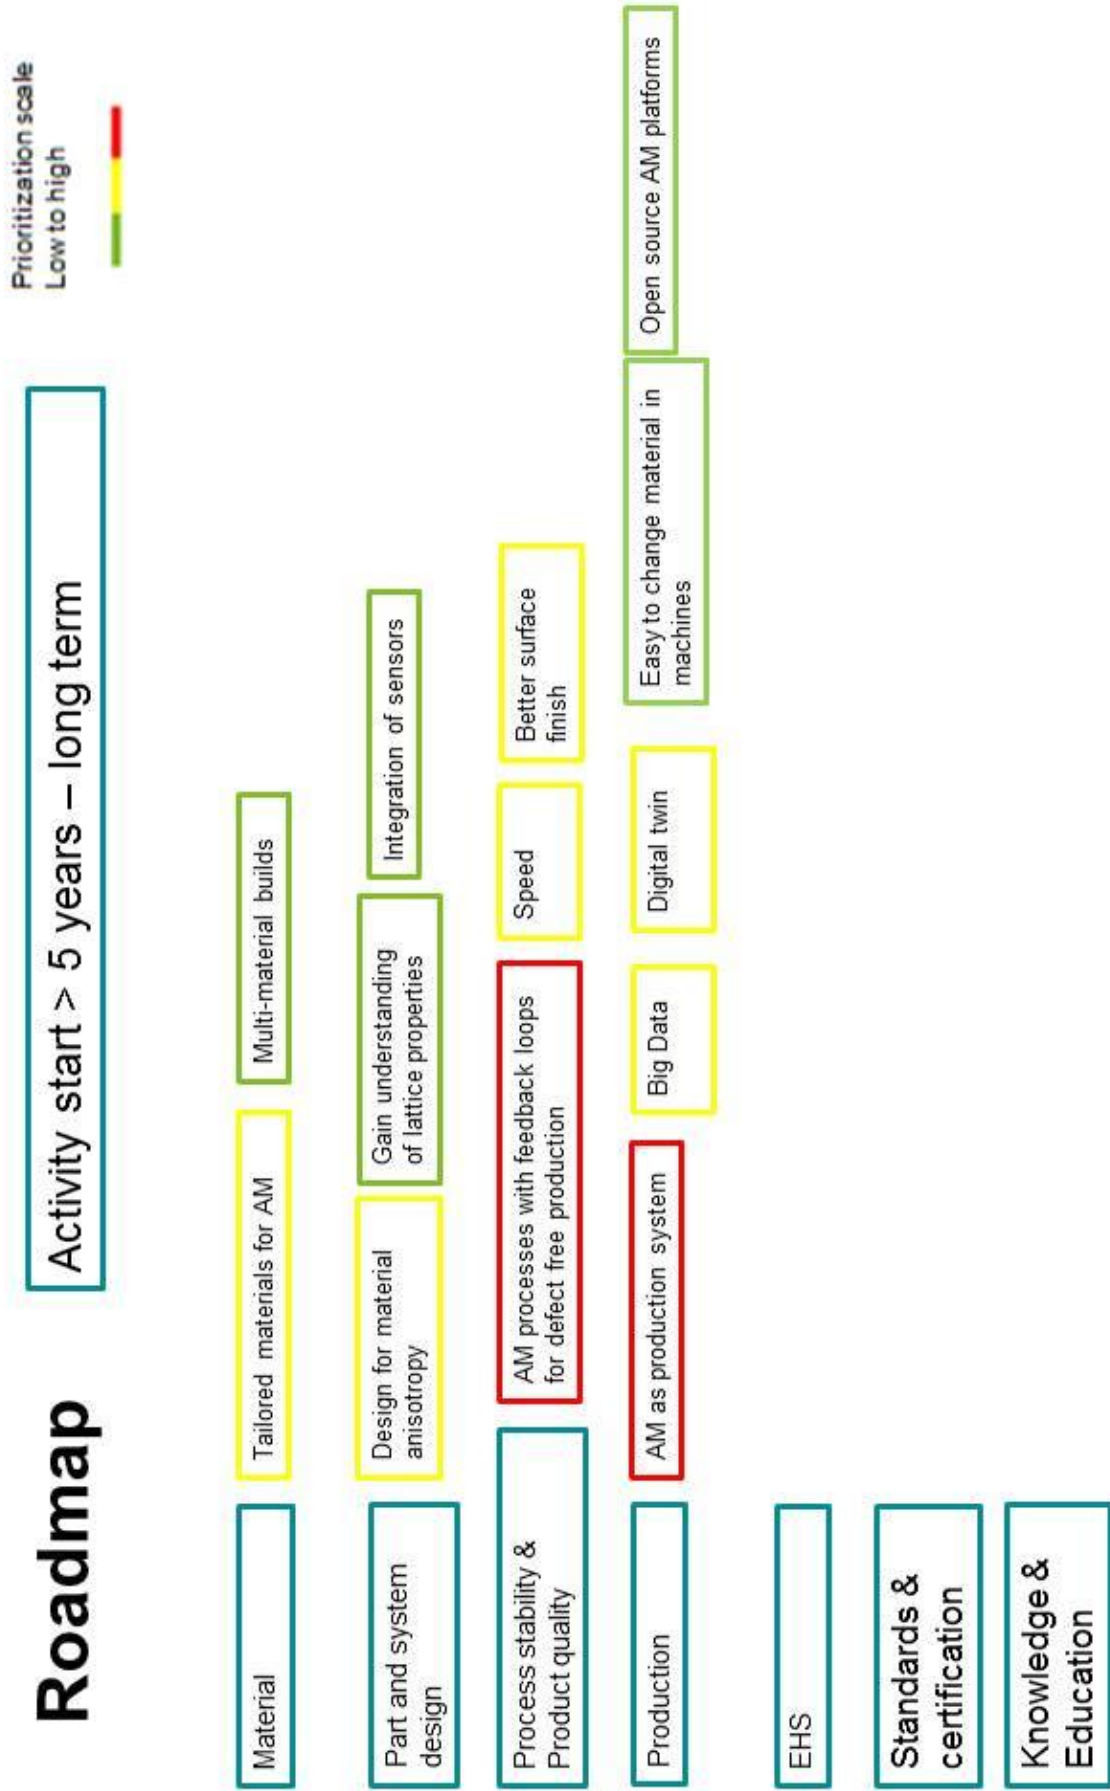 Roadmap
Activity start > 5 years – long term
Prioritization scale
Low to high
Material
Tailored materials for AM
Multi-material builds
Part and system
design
Design for material
anisotropy
Gain understanding
of lattice properties
Integration of sensors
Process stability &
Product quality
AM processes with feedback loops
for defect free production
Speed
Better surface
finish
Production
AM as production system
Big Data
Digital twin
Easy to change material in
machines
Open source AM platforms
EHS
Standards &
certification
Knowledge &
Education